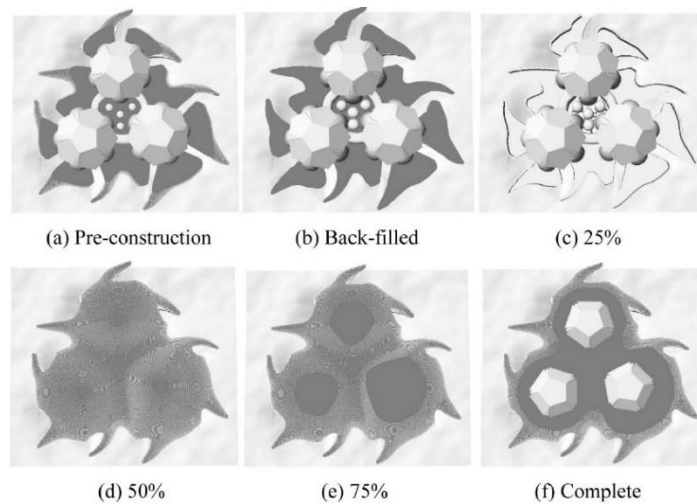 (a) Pre-construction
(b) Back-filled
(c) 25%
(d) 50%
(e) 75%
(f) Complete